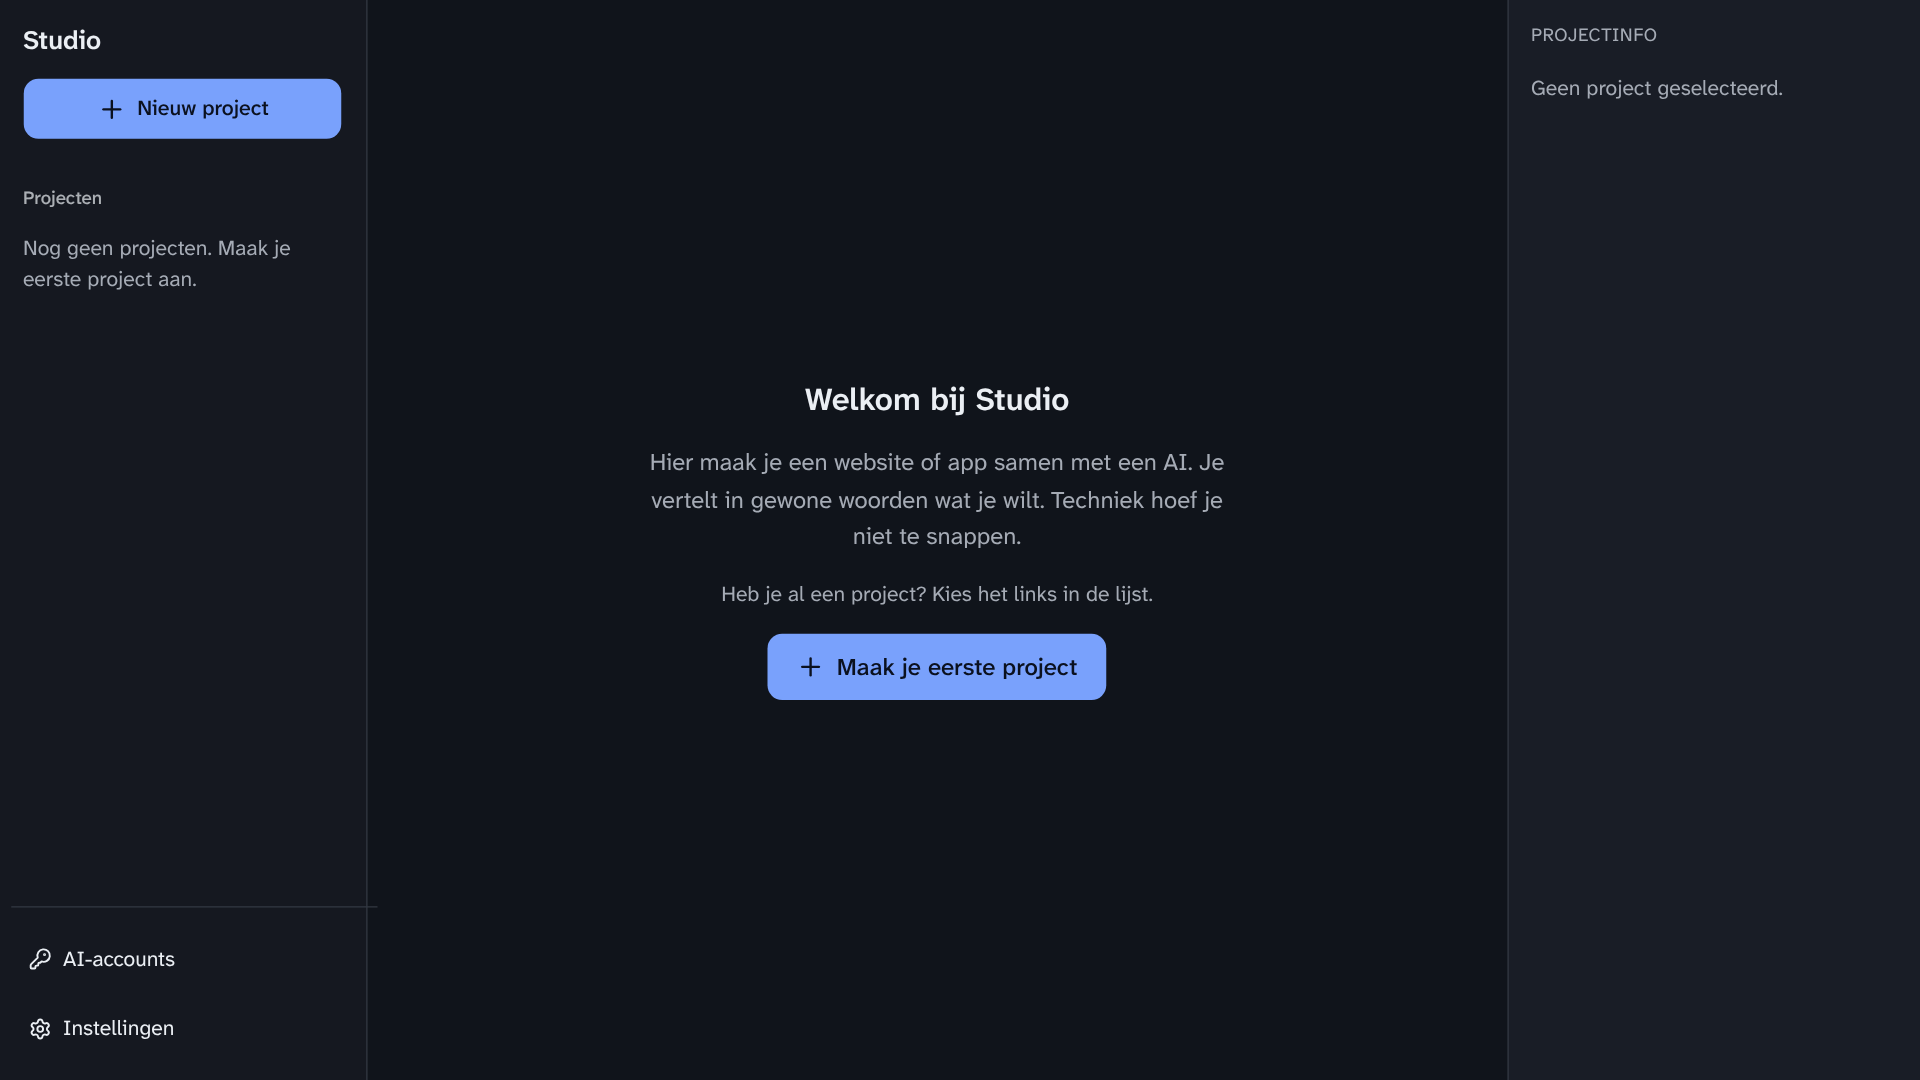 Studio
Nieuw project
Projecten
Nog geen projecten. Maak je
eerste project aan.
AI-accounts
Instellingen
Welkom bij Studio
Hier maak je een website of app samen met een AI. Je
vertelt in gewone woorden wat je wilt. Techniek hoef je
niet te snappen.
Heb je al een project? Kies het links in de lijst.
Maak je eerste project
PROJECTINFO
Geen project geselecteerd.